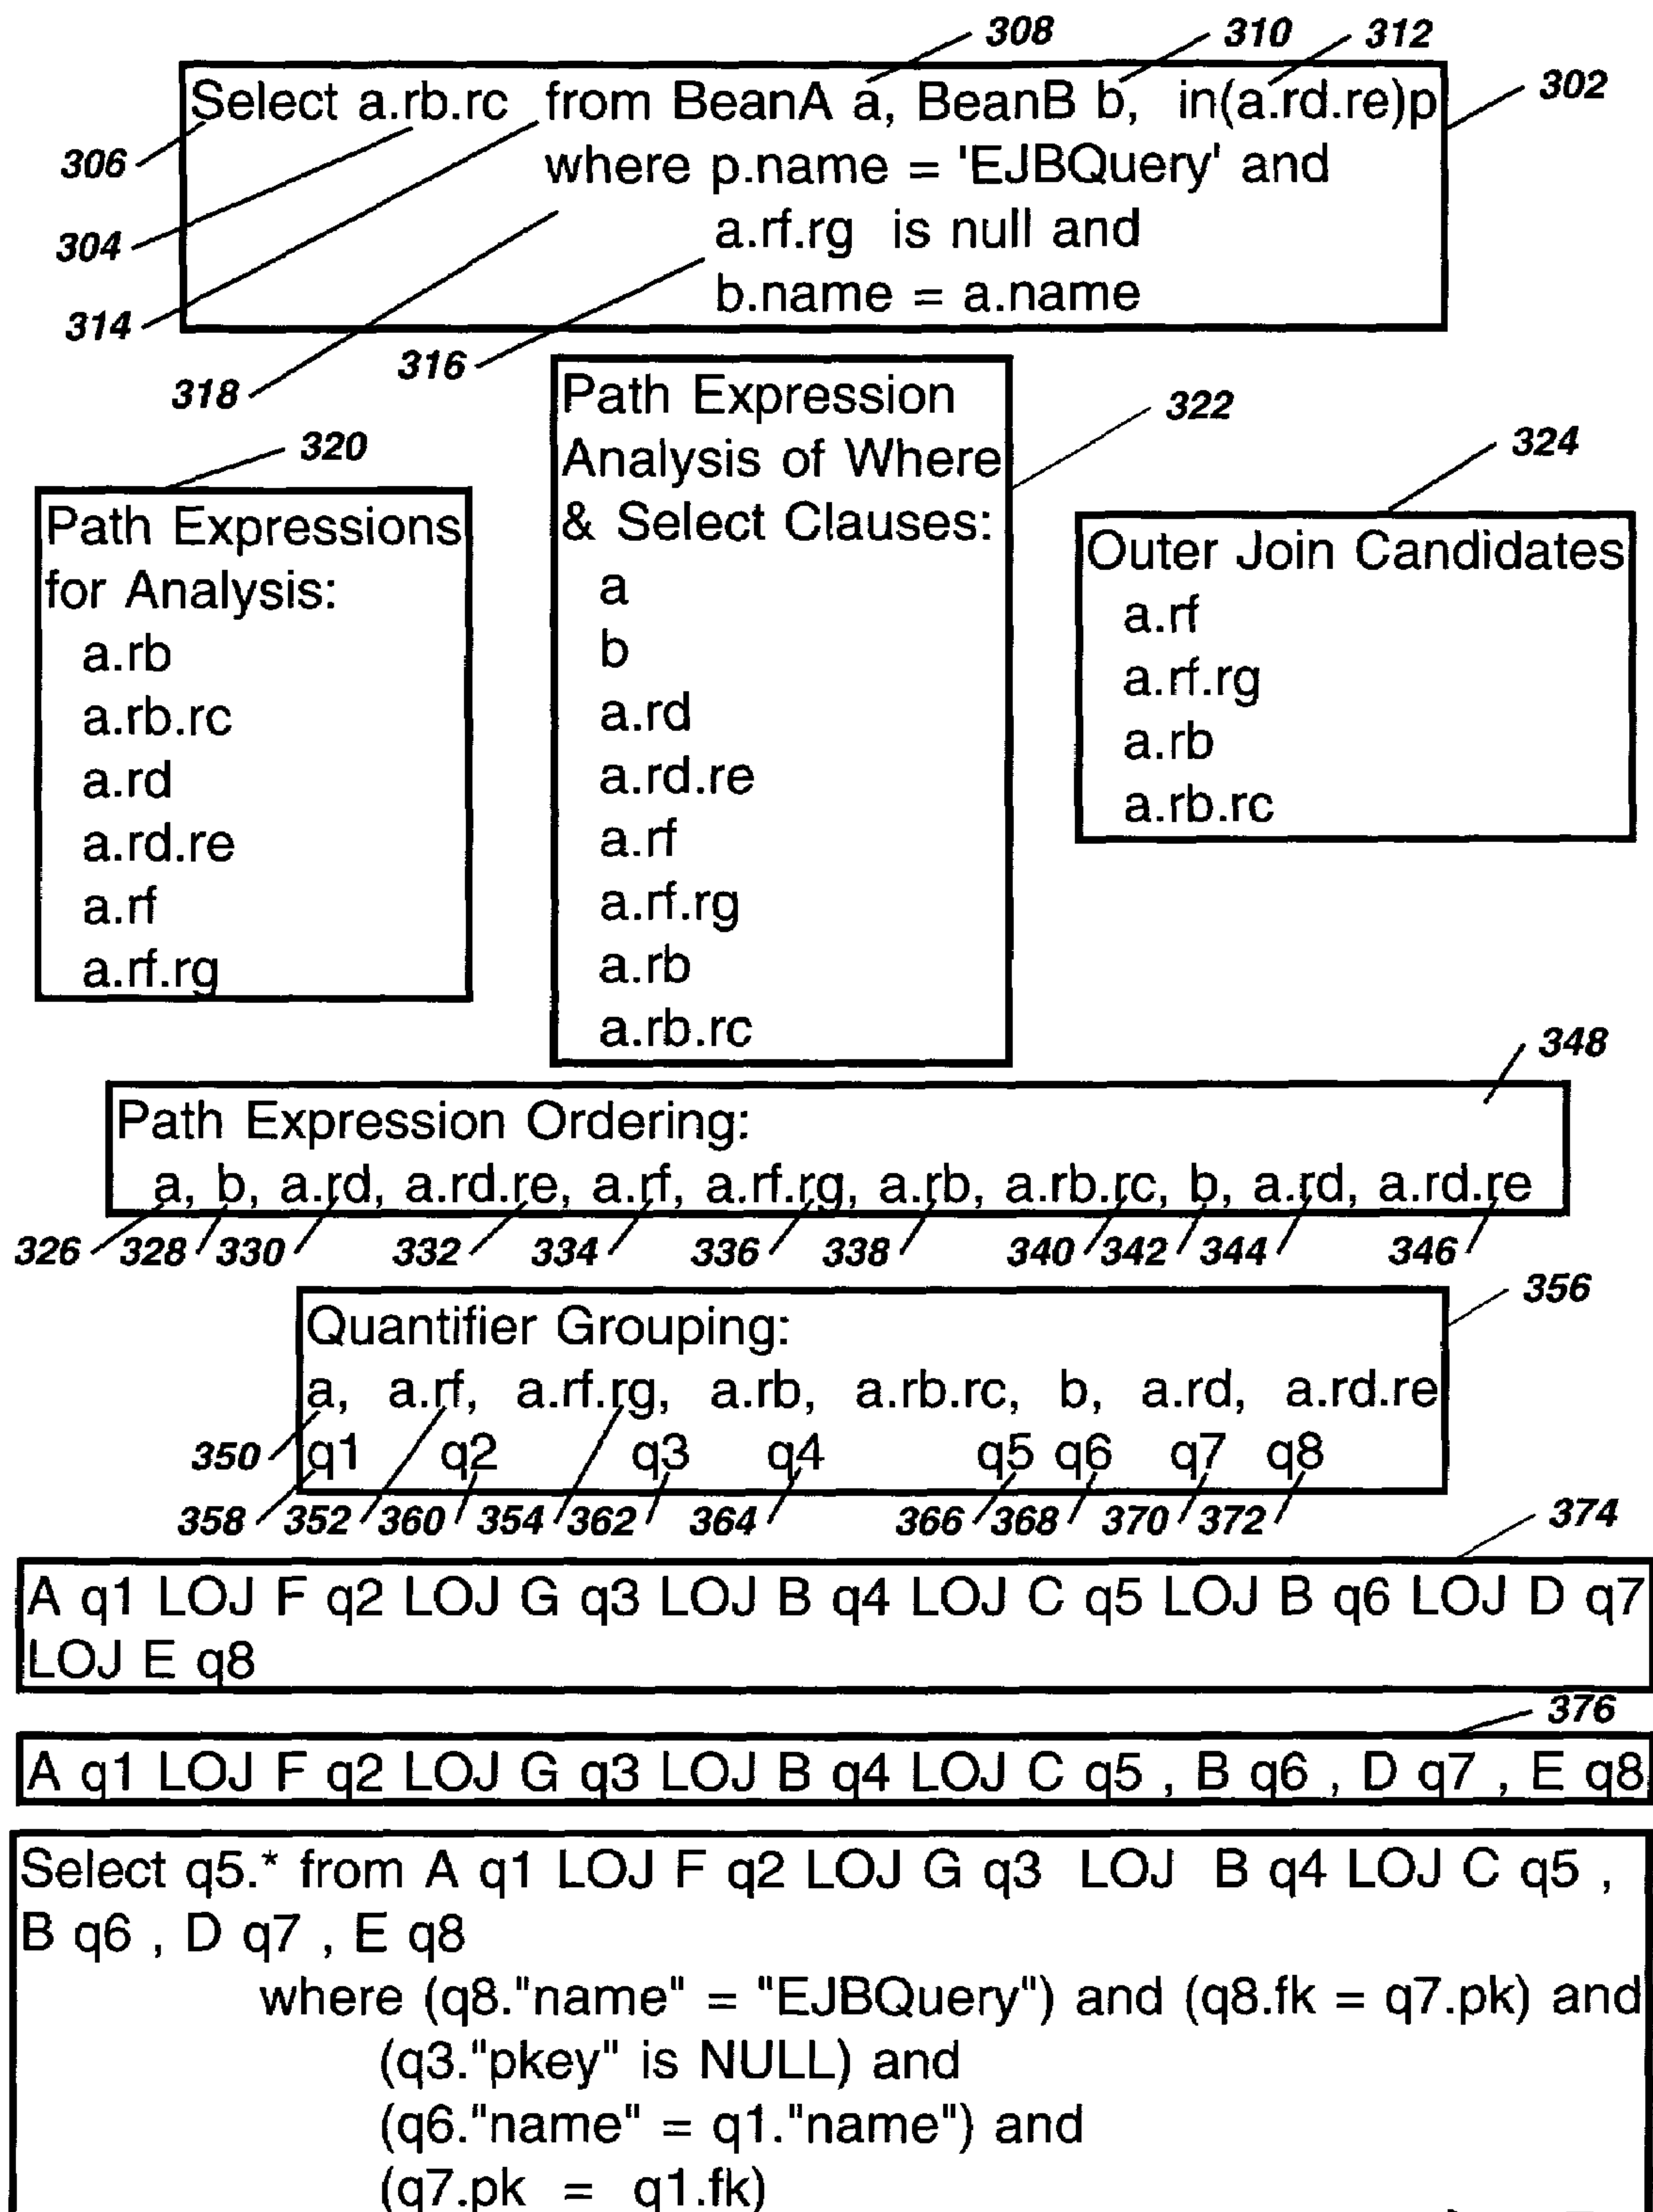 308 310 312
Select a.rb.rc from BeanA a, BeanB b, in(a.rd.re)p
302
306
where p.name = 'EJBQuery' and
304
a.rf.rg is null and
314
b.name = a.name
318
316
320
Path Expressions
for Analysis:
a.rb
a.rb.rc
a.rd
a.rd.re
a.rf
a.rf.rg
322
Path Expression
Analysis of Where
& Select Clauses:
a
b
a.rd
a.rd.re
a.rf
a.rf.rg
a.rb
a.rb.rc
324
Outer Join Candidates
a.rf
a.rf.rg
a.rb
a.rb.rc
348
Path Expression Ordering:
a, b, a.rd, a.rd.re, a.rf, a.rf.rg, a.rb, a.rb.rc, b, a.rd, a.rd.re
326 328 330 332 334 336 338 340 342 344 346
356
Quantifier Grouping:
a, a.rf, a.rf.rg, a.rb, a.rb.rc, b, a.rd, a.rd.re
350 q1 q2 q3 q4 q5 q6 q7 q8
358 352 360 354 362 364 366 368 370 372
374
A q1 LOJ F q2 LOJ G q3 LOJ B q4 LOJ C q5 LOJ B q6 LOJ D q7
LOJ E q8
376
A q1 LOJ F q2 LOJ G q3 LOJ B q4 LOJ C q5 , B q6 , D q7 , E q8
Select q5.* from A q1 LOJ F q2 LOJ G q3 LOJ B q4 LOJ C q5 ,
B q6 , D q7 , E q8
where (q8."name" = "EJBQuery") and (q8.fk = q7.pk) and
(q3."pkey" is NULL) and
(q6."name" = q1."name") and
(q7.pk = q1.fk)